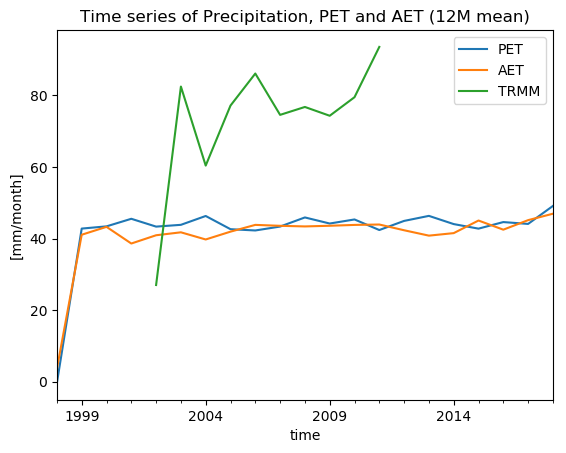 Time series of Precipitation, PET and AET (12M mean)
PET
AET
TRMM
80
60
40
20
0
[mm/month]
1999 2004 2009 2014
time